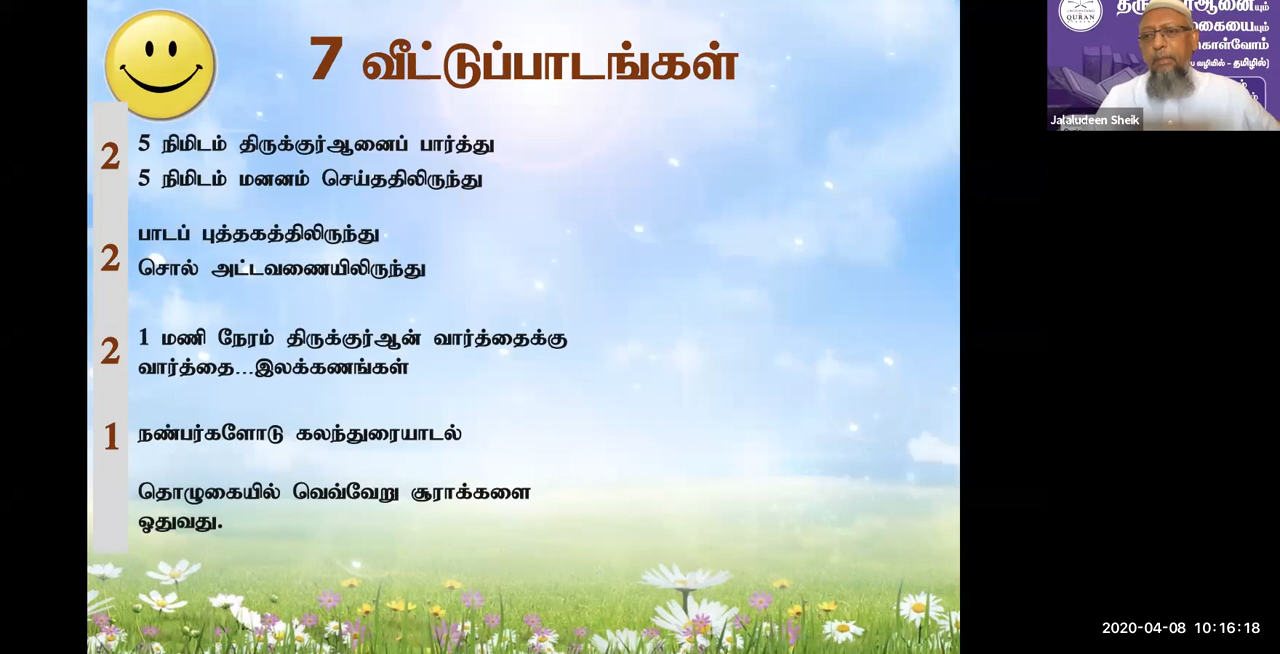 7 வீட்டுப்பாடங்கள்
2
5 நிமிடம் திருக்குர்ஆனைப் பார்த்து
5 நிமிடம் மனனம் செய்ததிலிருந்து
2
பாடப் புத்தகத்திலிருந்து
சொல் அட்டவணையிலிருந்து
2
1 மணி நேரம் திருக்குர்ஆன் வார்த்தைக்கு
வார்த்தை...இலக்கணங்கள்
1
நண்பர்களோடு கலந்துரையாடல்
தொழுகையில் வெவ்வேறு சூராக்களை
ஓதுவது.
QURAN
தமிழில்)
Jalaludeen Sheik
2020-04-08 10:16:18